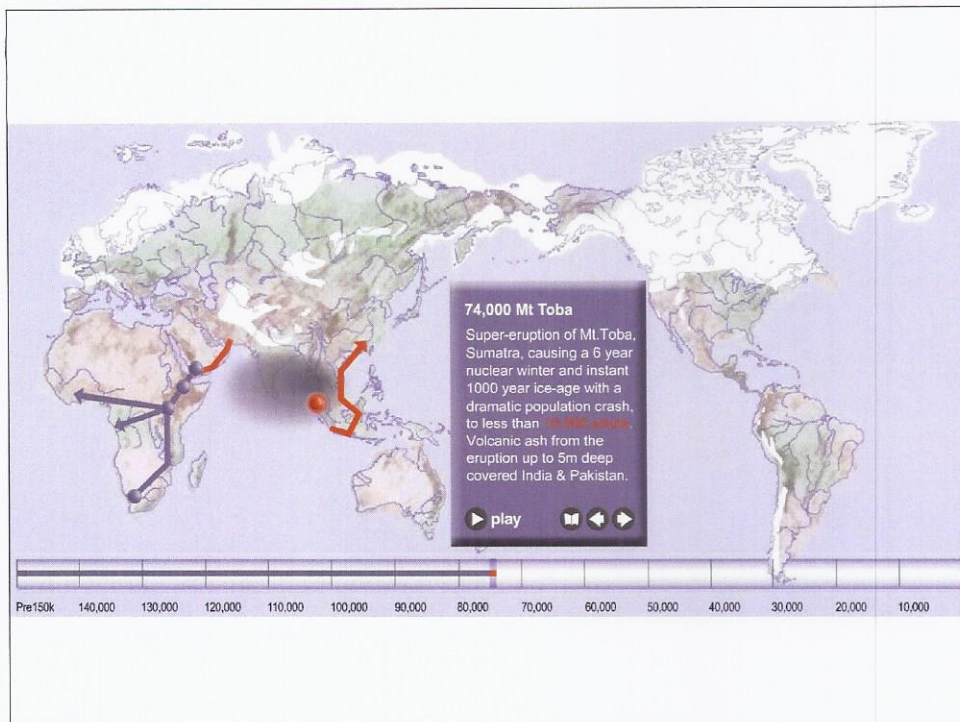 74,000 Mt Toba
Super-eruption of Mt.Toba,
Sumatra, causing a 6 year
nuclear winter and instant
1000 year ice-age with a
dramatic population crash,
to less than
Volcanic ash from the
eruption up to 5m deep
covered India & Pakistan.
play
Pre150k 140,000 130,000 120,000 110,000 100,000 90,000 80,000 70,000 60,000 50,000 40,000 30,000 20,000 10,000